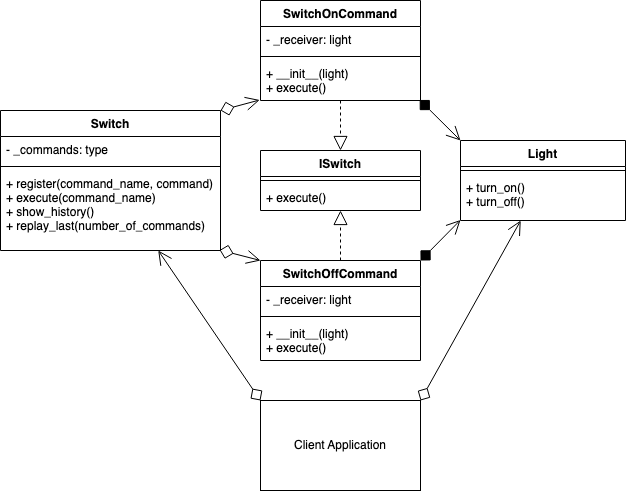 SwitchOnCommand
- _receiver: light
+ __init__(light)
+ execute()
Switch
- _commands: type
+ register(command_name, command)
+ execute(command_name)
+ show_history()
+ replay_last(number_of_commands)
ISwitch
+ execute()
Light
+ turn_on()
+ turn_off()
SwitchOffCommand
- _receiver: light
+ __init__(light)
+ execute()
Client Application